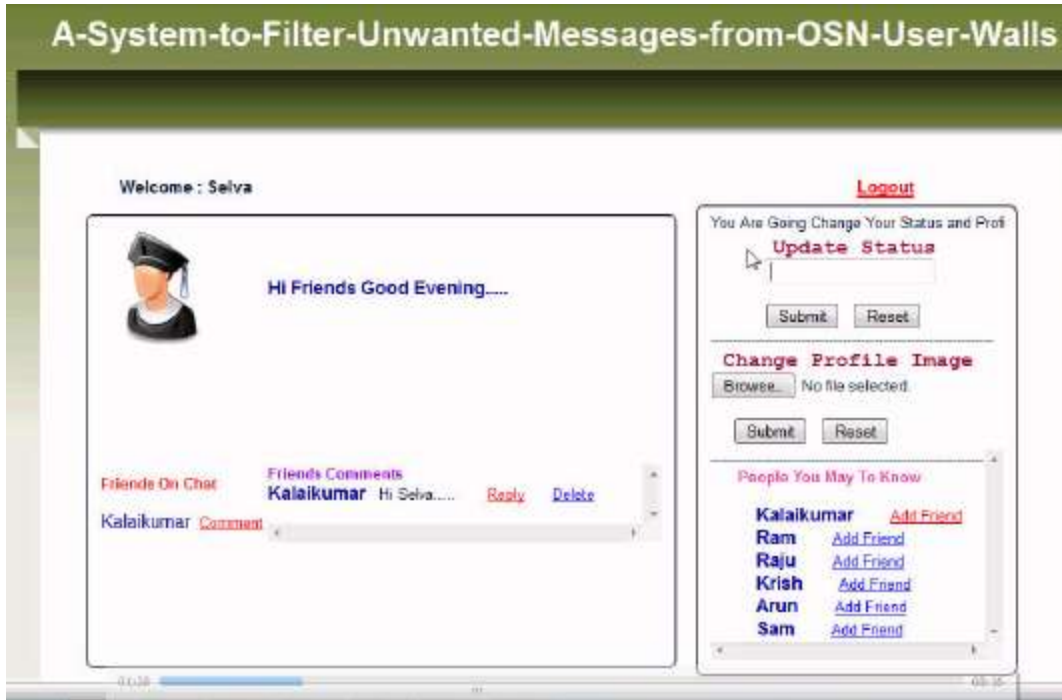 A-System-to-Filter-Unwanted-Messages-from-OSN-User-Walls
Welcome : Selva
Logout
Hi Friends Good Evening.....
Friends On Chat
Kalaikumar Comment
Friends Comments
Kalaikumar Hi Selva..... Reply Delete
You Are Going Change Your Status and Profi
Update Status
Submit Reset
Change Profile Image
Browse... No file selected.
Submit Reset
People You May To Know
Kalaikumar Add Friend
Ram Add Friend
Raju Add Friend
Krish Add Friend
Arun Add Friend
Sam Add Friend